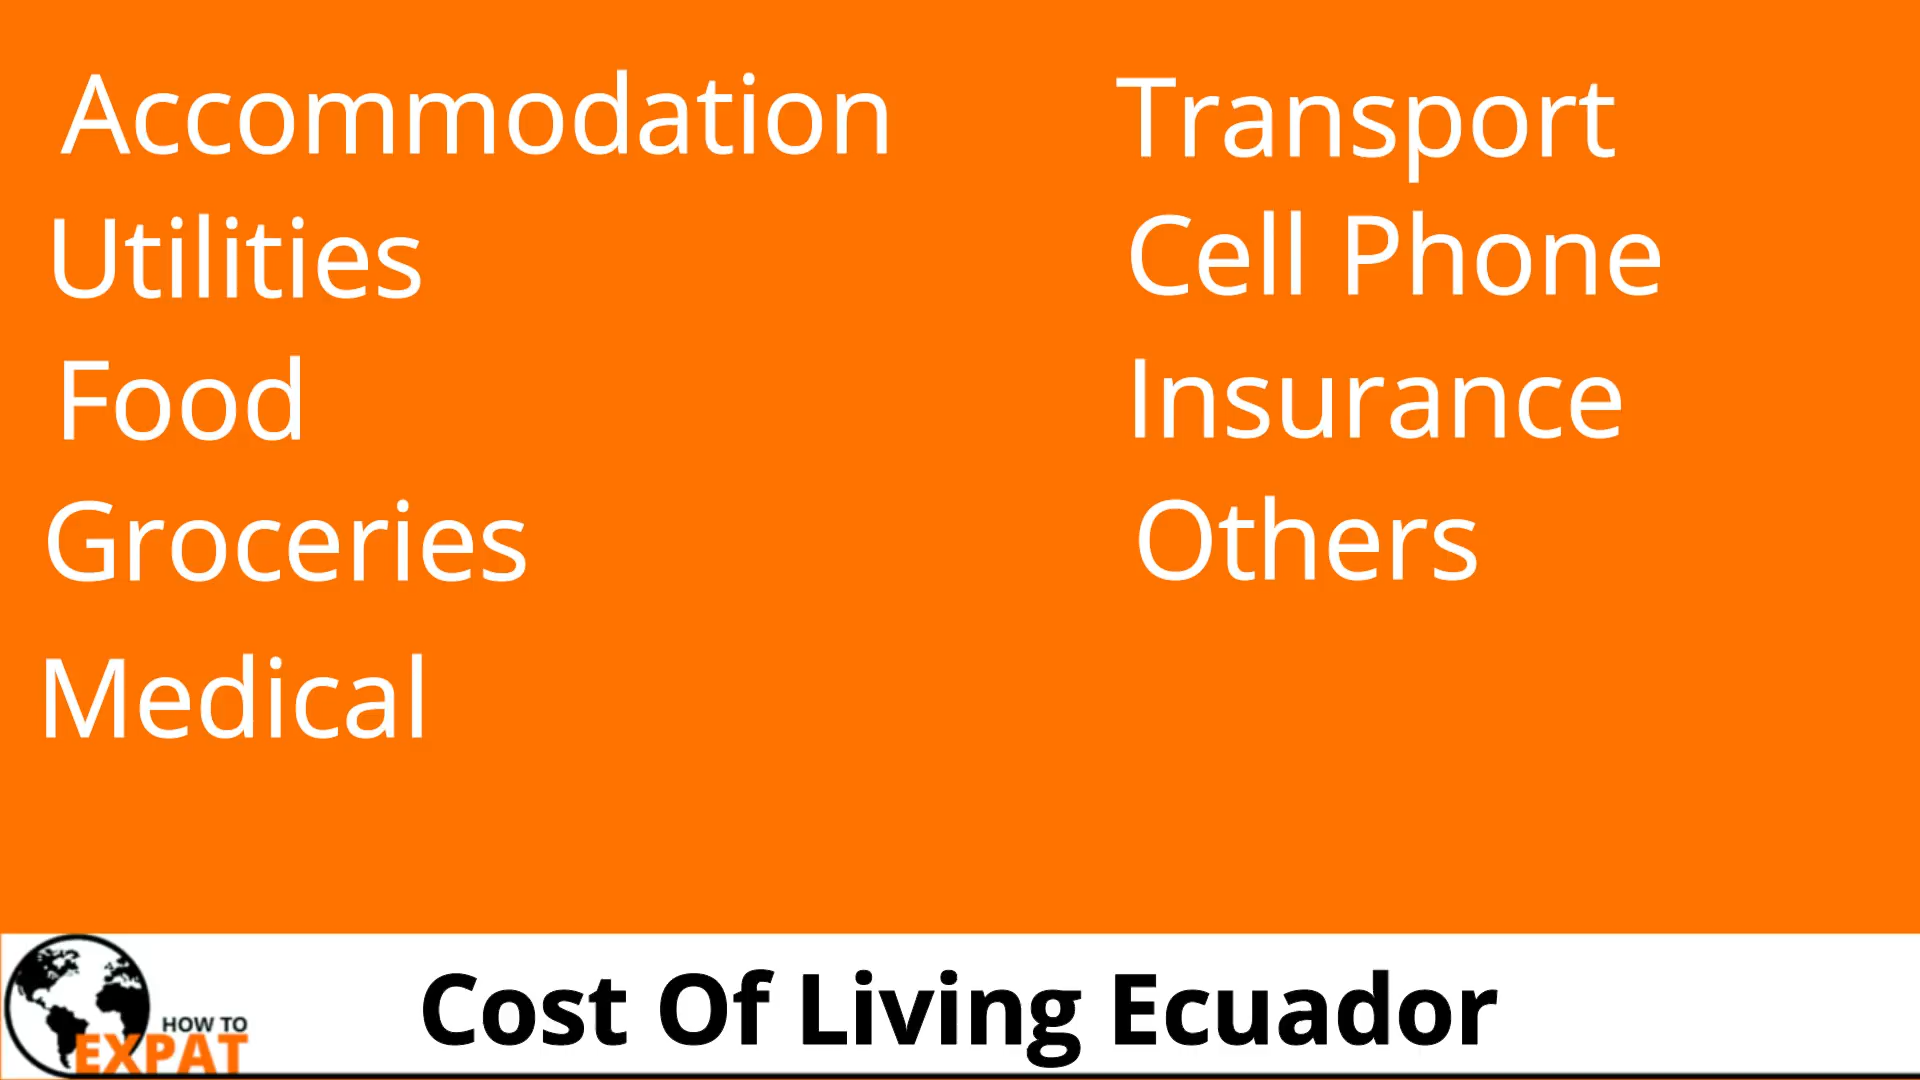 Accommodation
Utilities
Food
Groceries
Medical
Transport
Cell Phone
Insurance
Others
HOW TO
EXPAT
Cost Of Living Ecuador